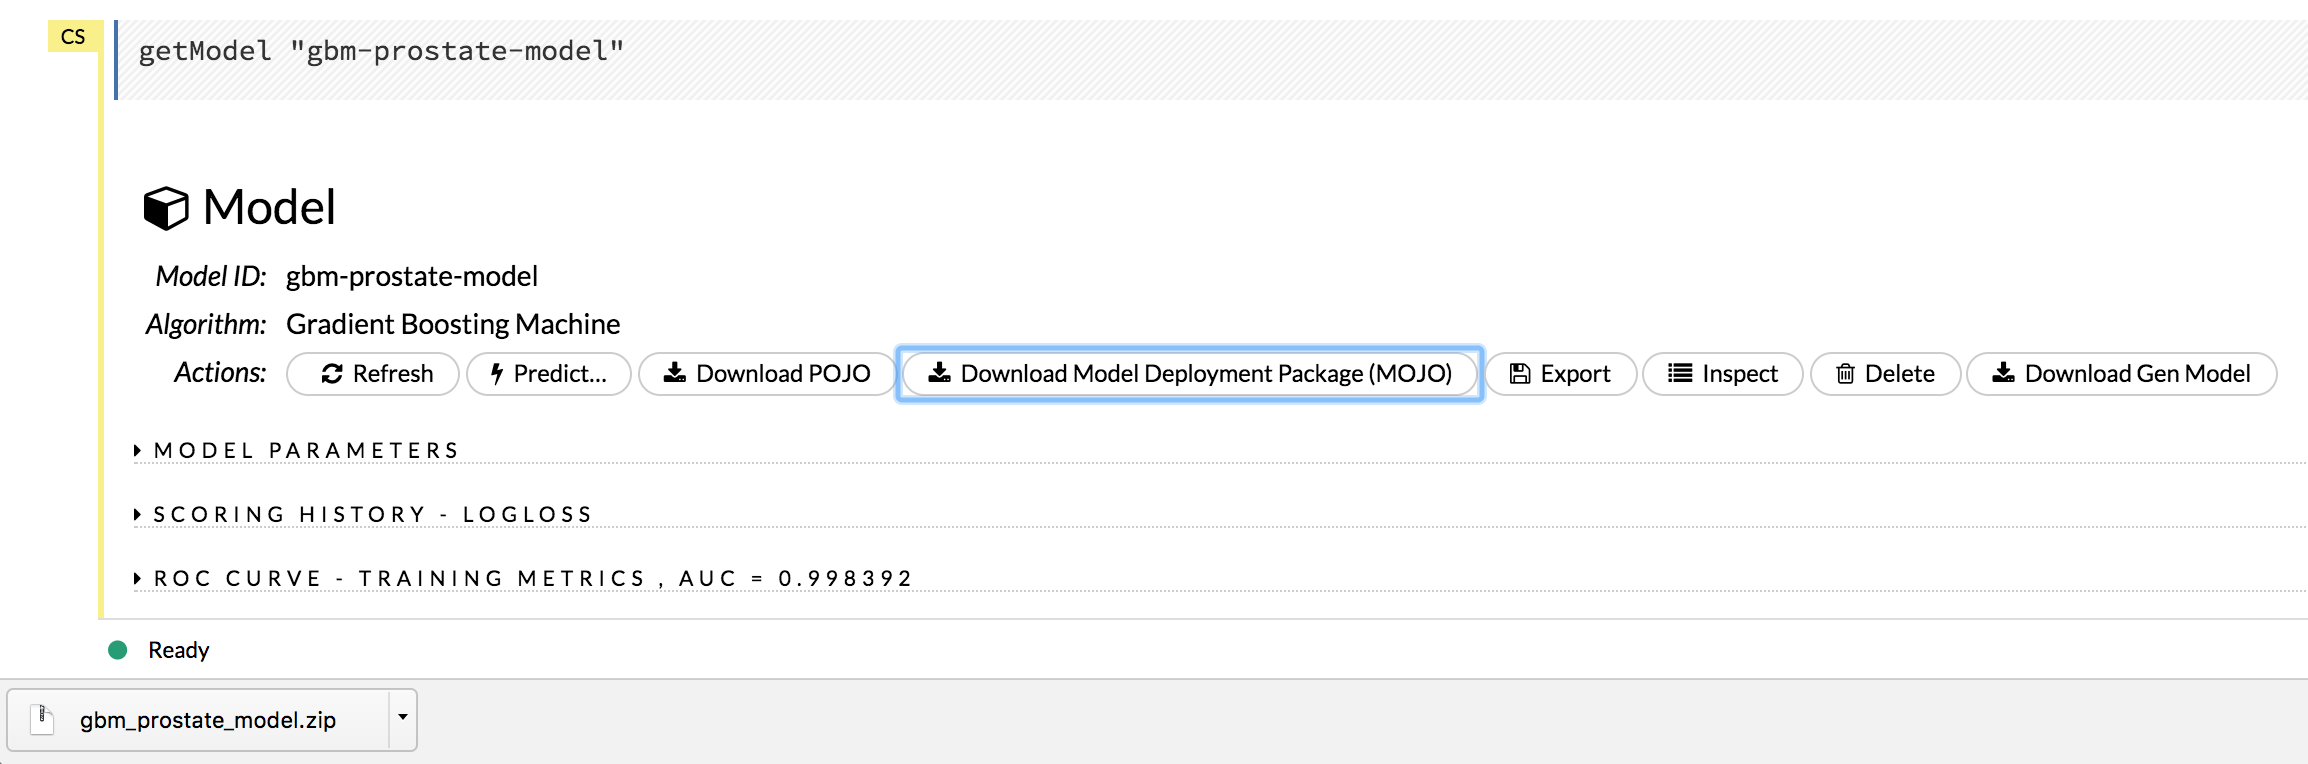 CS
getModel "gbm-prostate-model"
Model
Model ID: gbm-prostate-model
Algorithm: Gradient Boosting Machine
Actions: Refresh Predict... Download POJO Download Model Deployment Package (MOJO) Export Inspect Delete Download Gen Model
MODEL PARAMETERS
SCORING HISTORY - LOGLOSS
ROC CURVE - TRAINING METRICS , AUC = 0.998392
Ready
gbm_prostate_model.zip